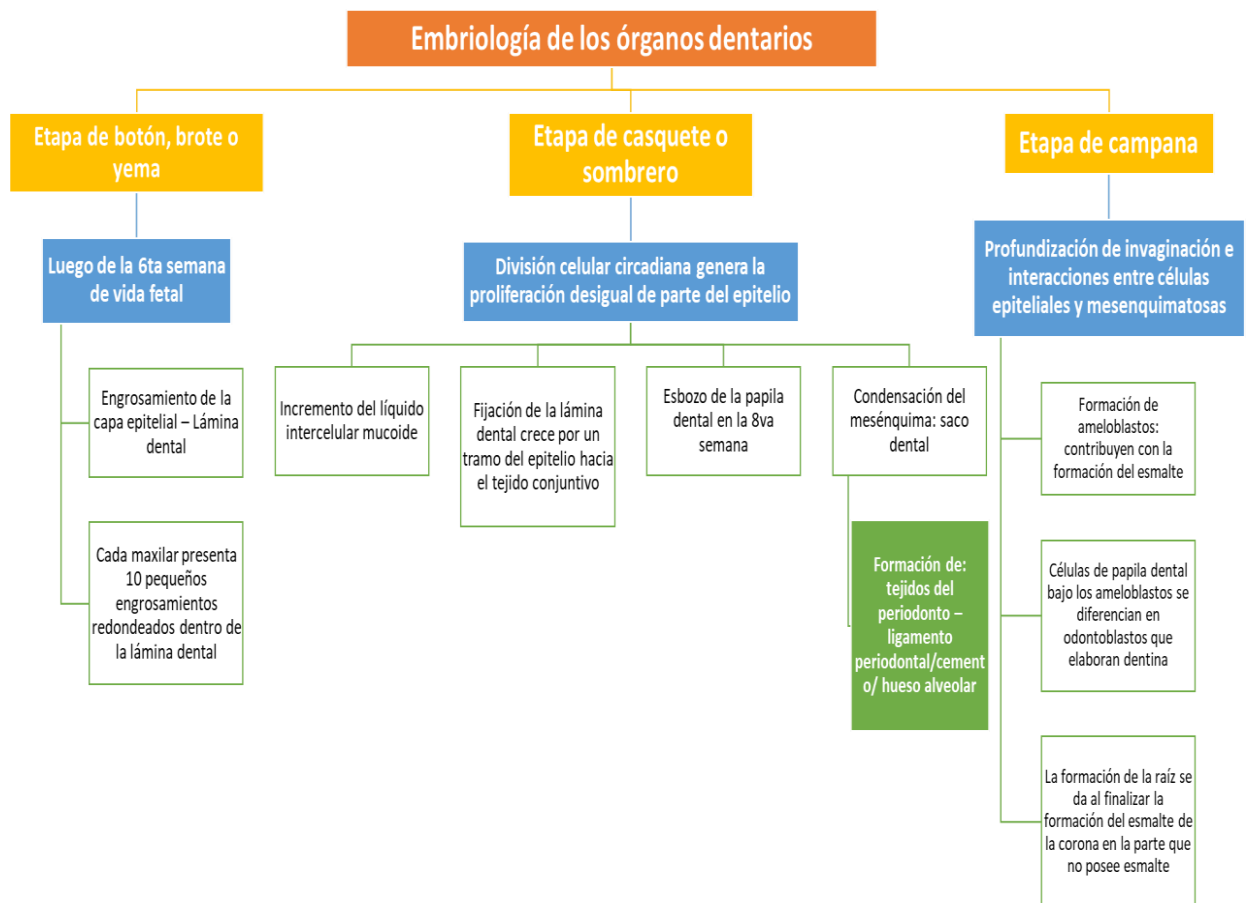 Embriología de los órganos dentarios
Etapa de botón, brote o
yema
Luego de la 6ta semana
de vida fetal
Engrosamiento de la
capa epitelial – Lámina
dental
Cada maxilar presenta
10 pequeños
engrosamientos
redondeados dentro de
la lámina dental
Etapa de casquete o
sombrero
División celular circadiana genera la
proliferación desigual de parte del epitelio
Incremento del líquido
intercelular mucoide
Fijación de la lámina
dental crece por un
tramo del epitelio hacia
el tejido conjuntivo
Esbozo de la papila
dental en la 8va
semana
Condensación del
mesénquima: saco
dental
Formación de:
tejidos del
periodonto –
ligamento
periodontal/cement
o/ hueso alveolar
Etapa de campana
Profundización de invaginación e
interacciones entre células
epiteliales y mesenquimatosas
Formación de
ameloblastos:
contribuyen con la
formación del esmalte
Células de papila dental
bajo los ameloblastos se
diferencian en
odontoblastos que
elaboran dentina
La formación de la raíz se
da al finalizar la
formación del esmalte de
la corona en la parte que
no posee esmalte